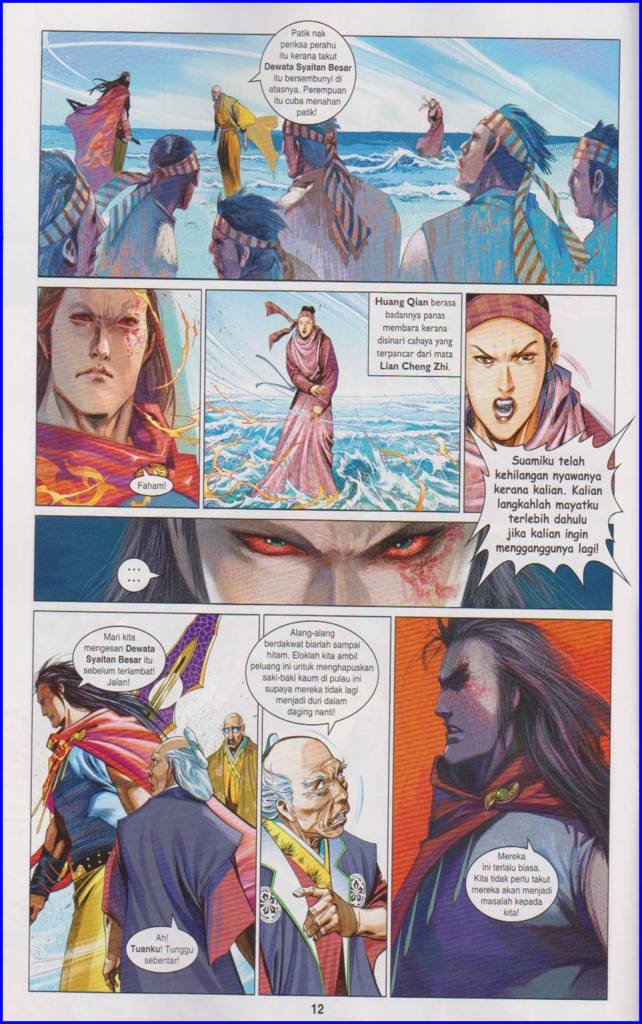 Patik nak
periksa perahu
itu kerana takut
Dewata Syaitan Besar
itu bersembunyi di
atasnya. Perempuan
itu cuba menahan
patik!
Faham!
Huang Qian berasa
badannya panas
membara kerana
disinari cahaya yang
terpancar dari mata
Lian Cheng Zhi.
Suamiku telah
kehilangan nyawanya
kerana kalian. Kalian
langkahlah mayatku
terlebih dahulu
jika kalian ingin
mengganggunya lagi!
...
...
Mari kita
mengesan Dewata
Syaitan Besar itu
sebelum terlambat!
Jalan!
Ah!
Tuanku! Tunggu
sebentar!
Alang-alang
berdakwat biarlah sampai
hitam. Eloklah kita ambil
peluang ini untuk menghapuskan
saki-baki kaum di pulau ini
supaya mereka tidak lagi
menjadi duri dalam
daging nanti!
Mereka
ini terlalu biasa.
Kita tidak perlu takut
mereka akan menjadi
masalah kepada
kita!
12